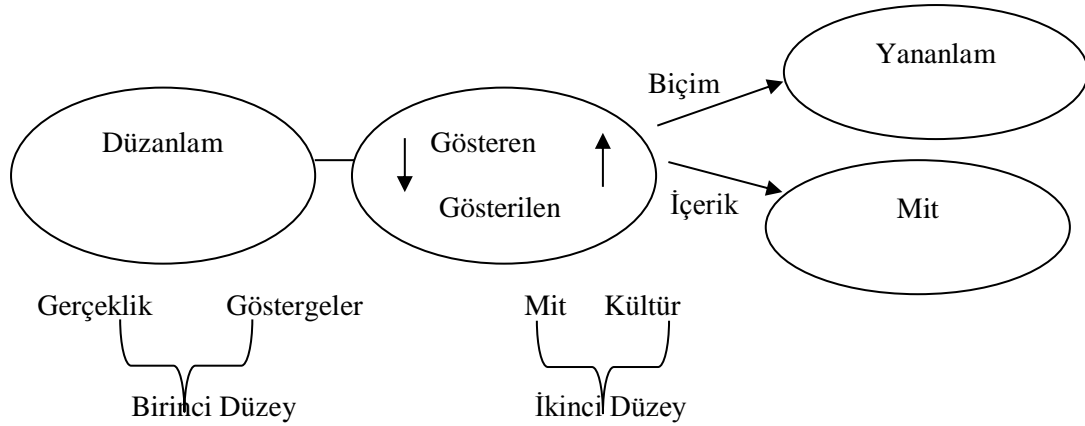 Yananlam
Biçim
Düzanlam
Gösteren
Gösterilen
İçerik
Mit
Gerçeklik Göstergeler Mit Kültür
Birinci Düzey İkinci Düzey